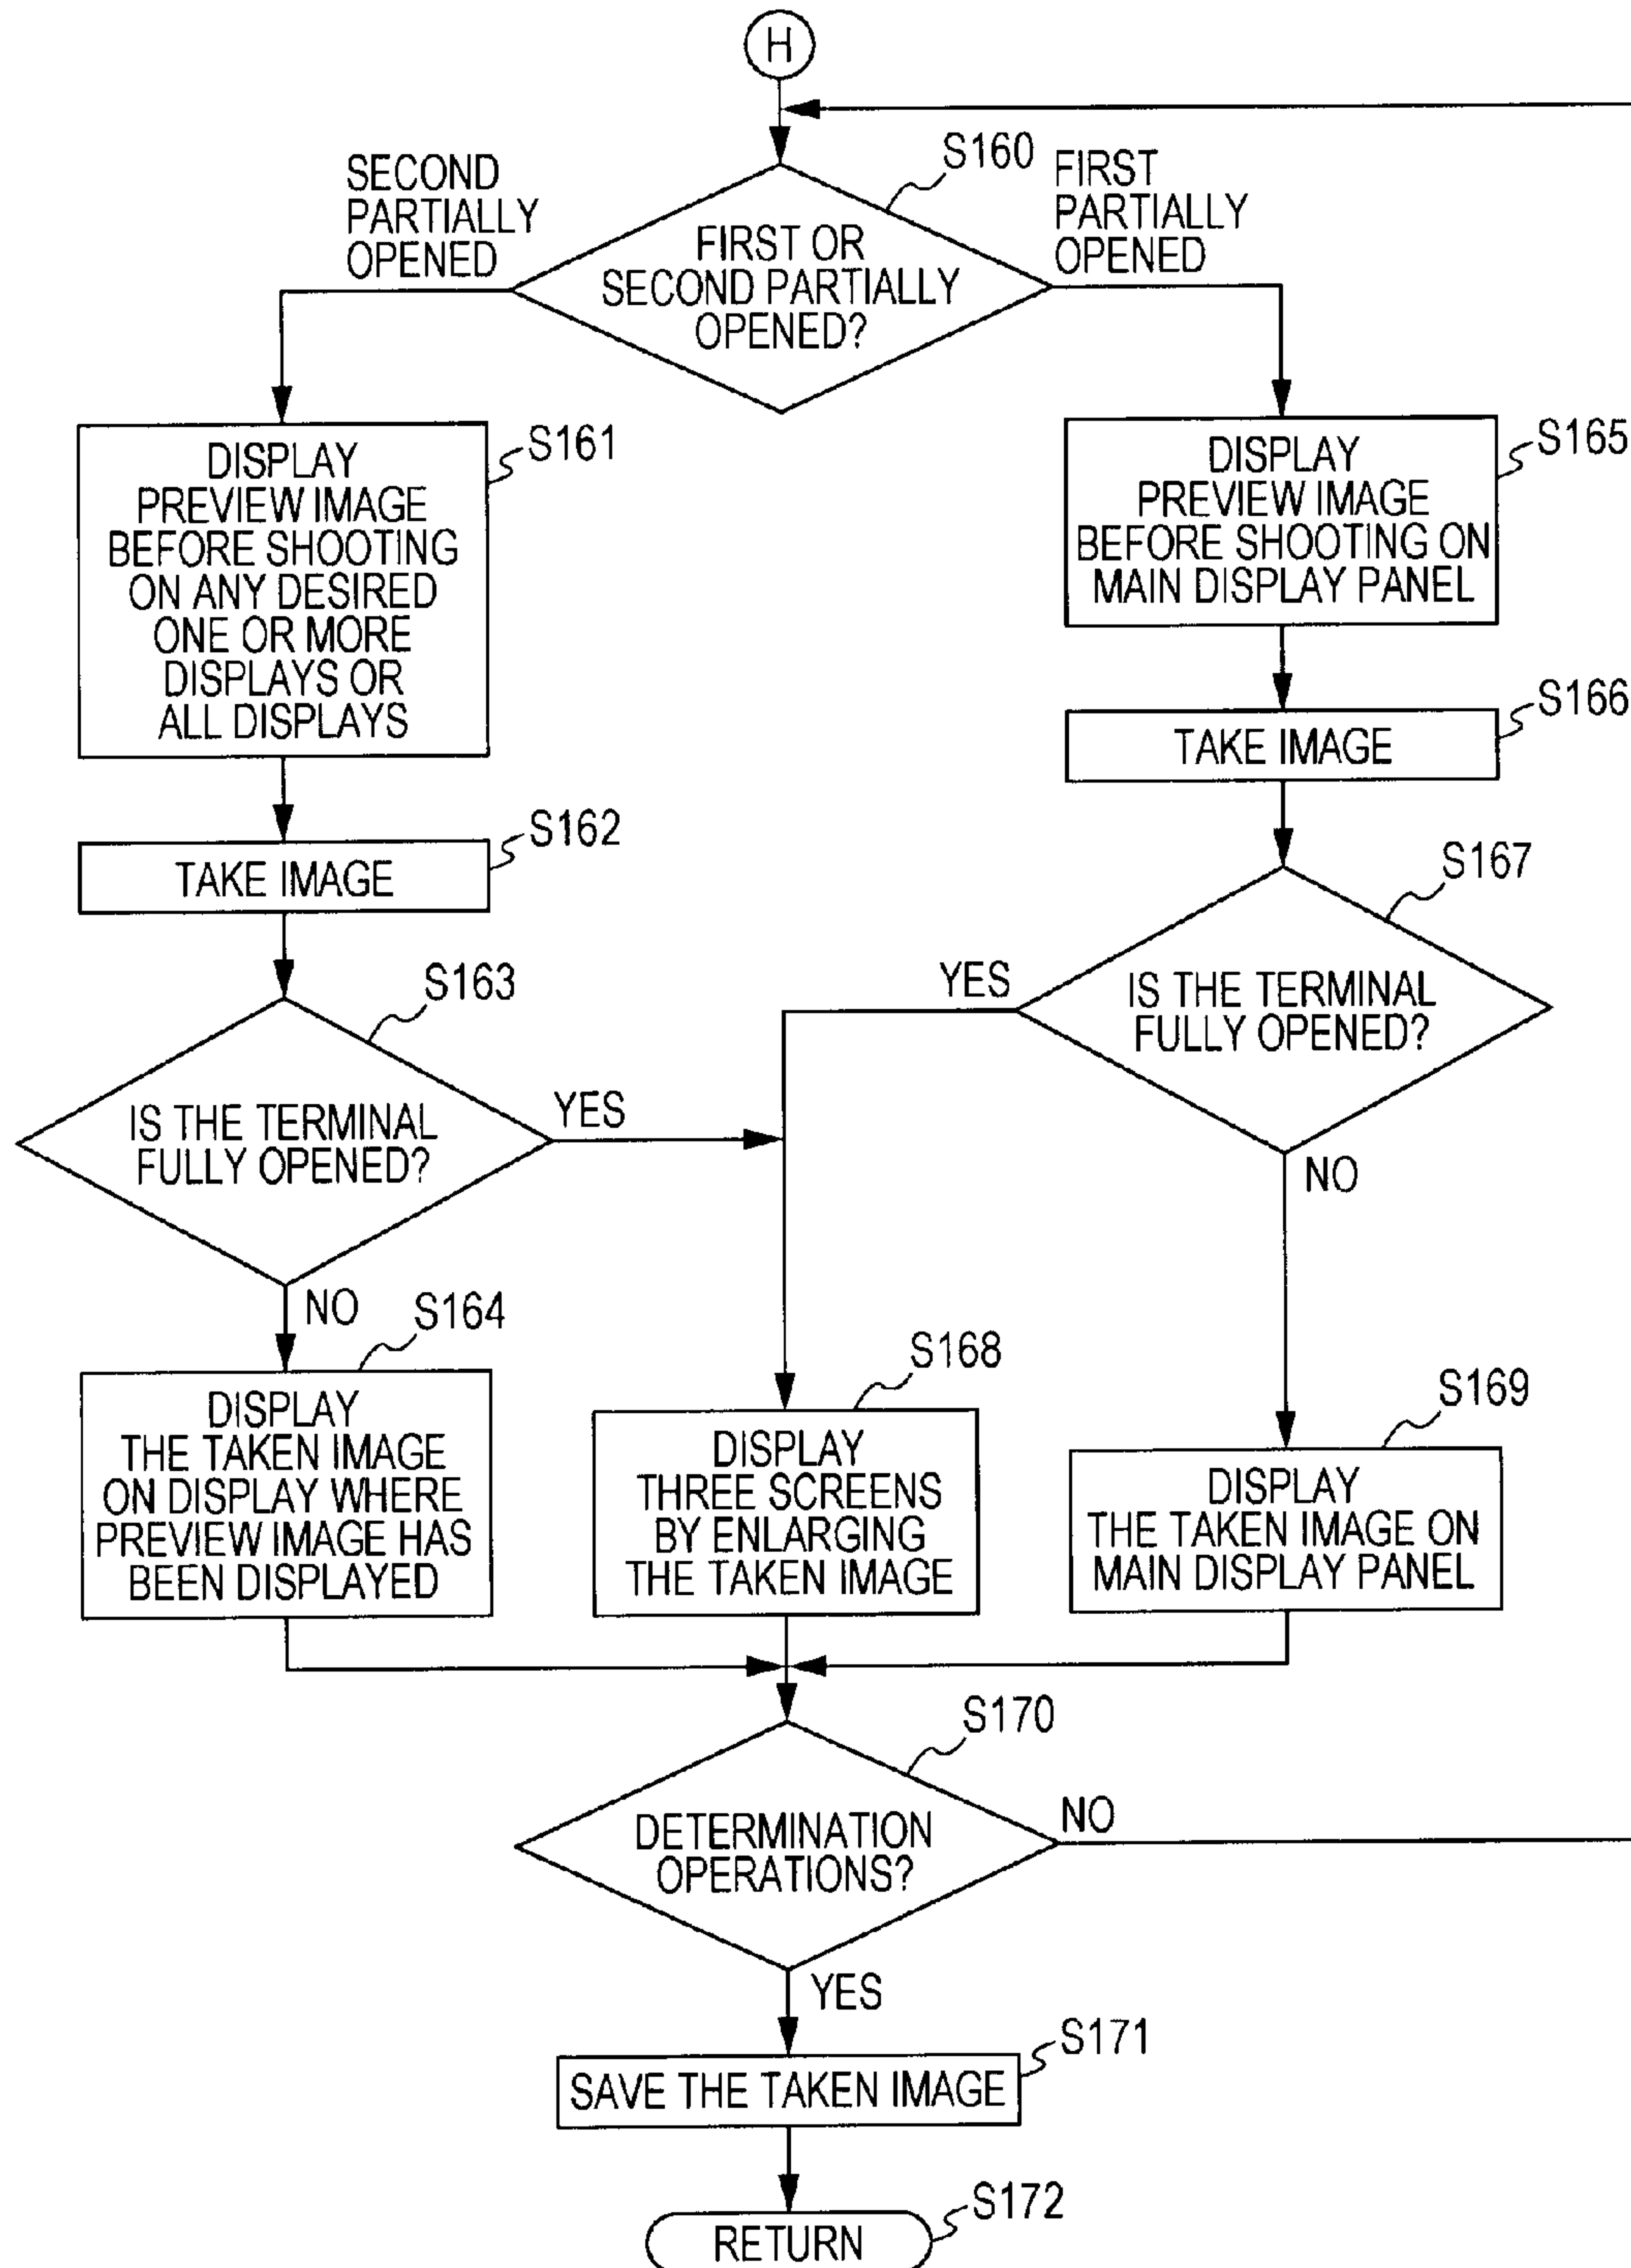 H
S160
SECOND
PARTIALLY
OPENED
FIRST
PARTIALLY
OPENED
FIRST OR
SECOND PARTIALLY
OPENED?
S161
DISPLAY
PREVIEW IMAGE
BEFORE SHOOTING
ON ANY DESIRED
ONE OR MORE
DISPLAYS OR
ALL DISPLAYS
S165
DISPLAY
PREVIEW IMAGE
BEFORE SHOOTING ON
MAIN DISPLAY PANEL
S166
TAKE IMAGE
S162
TAKE IMAGE
S167
IS THE TERMINAL
FULLY OPENED?
YES
NO
S163
IS THE TERMINAL
FULLY OPENED?
YES
NO
S164
DISPLAY
THE TAKEN IMAGE
ON DISPLAY WHERE
PREVIEW IMAGE HAS
BEEN DISPLAYED
S168
DISPLAY
THREE SCREENS
BY ENLARGING
THE TAKEN IMAGE
S169
DISPLAY
THE TAKEN IMAGE ON
MAIN DISPLAY PANEL
S170
DETERMINATION
OPERATIONS?
NO
YES
S171
SAVE THE TAKEN IMAGE
S172
RETURN